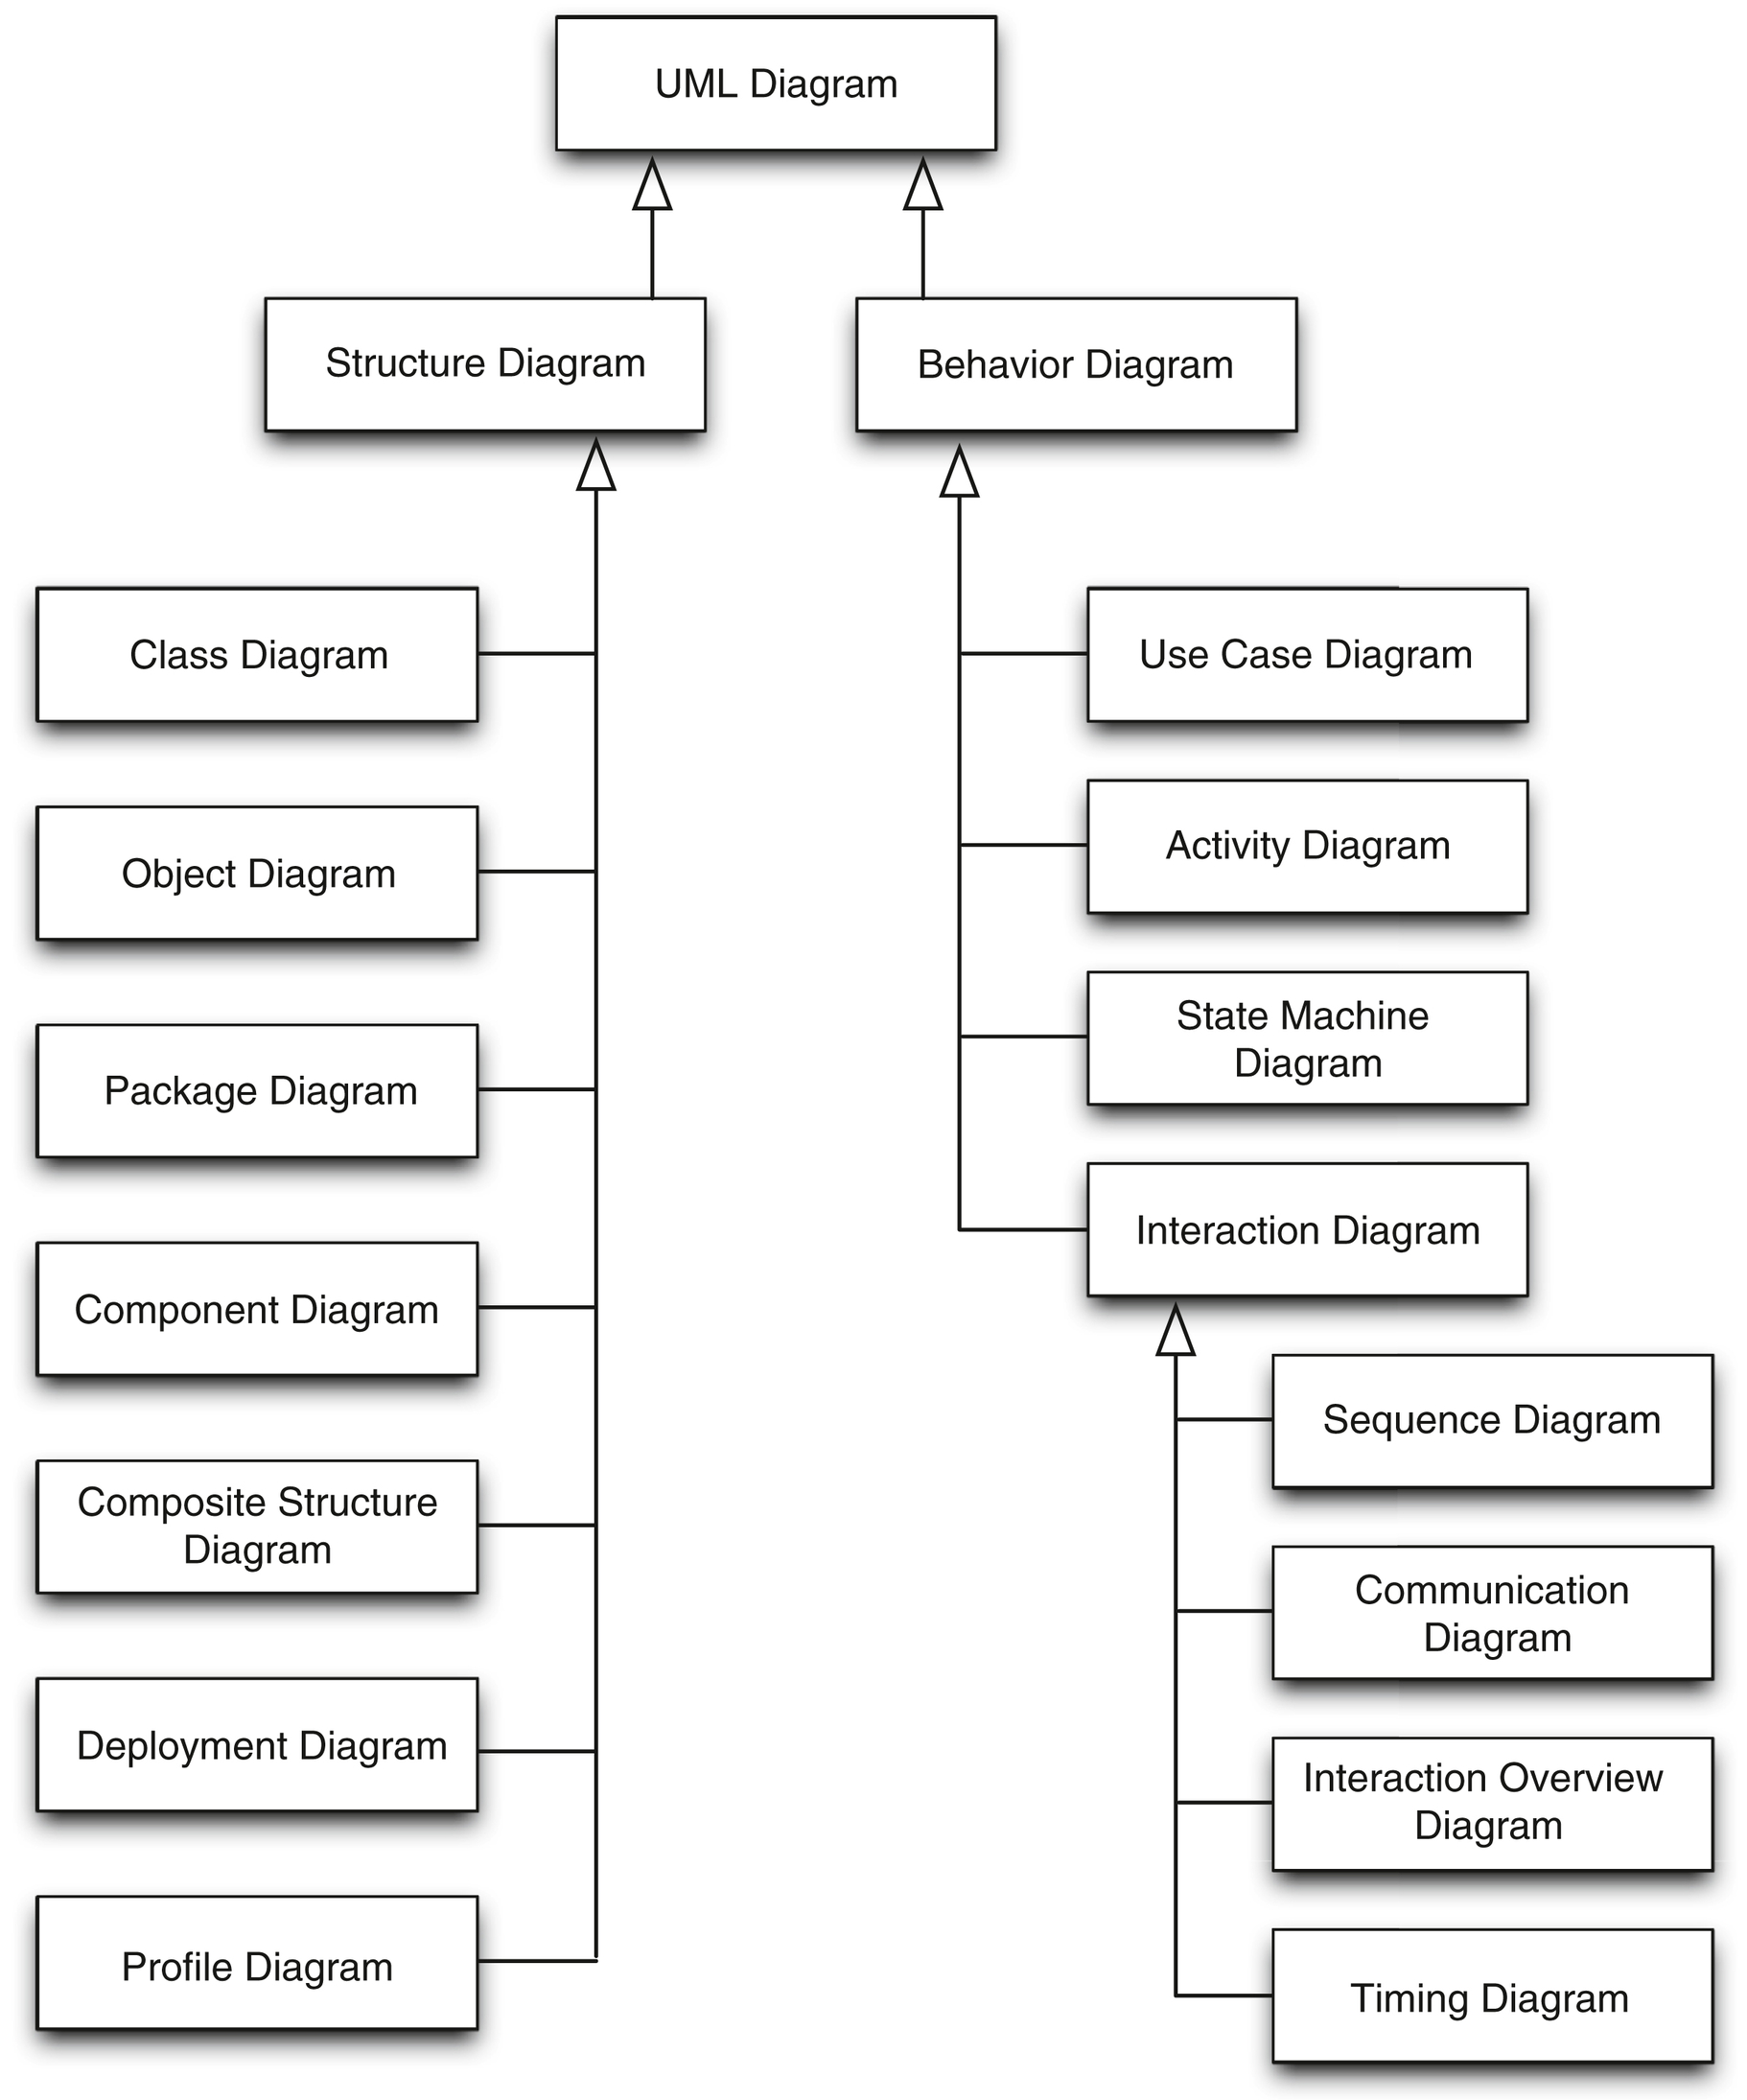 UML Diagram
Structure Diagram
Behavior Diagram
Class Diagram
Object Diagram
Package Diagram
Component Diagram
Composite Structure
Diagram
Deployment Diagram
Profile Diagram
Use Case Diagram
Activity Diagram
State Machine
Diagram
Interaction Diagram
Sequence Diagram
Communication
Diagram
Interaction Overview
Diagram
Timing Diagram